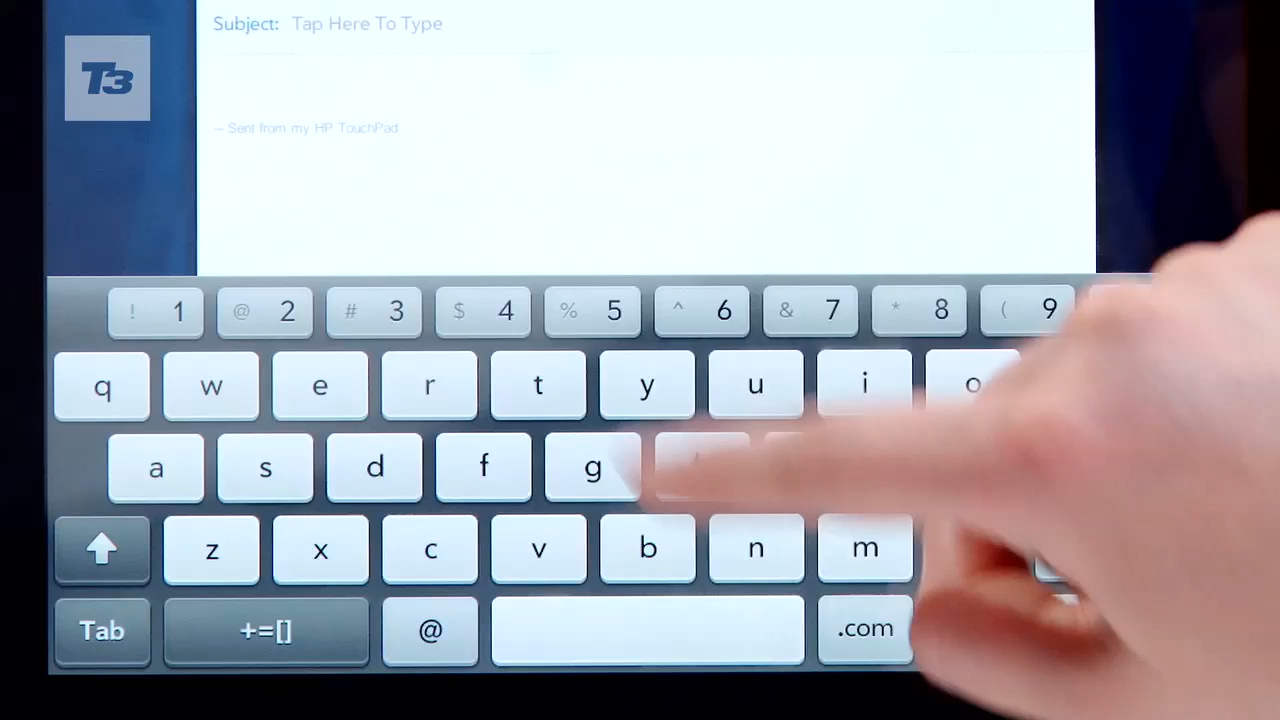 T3
Subject: Tap Here To Type
– Sent from my HP TouchPad
! 1 @ 2 # 3 $ 4 % 5 ^ 6 & 7 * 8 ( 9
q w e r t y u i o
a s d f g
z x c v b n m
Tab +=[] @ .com